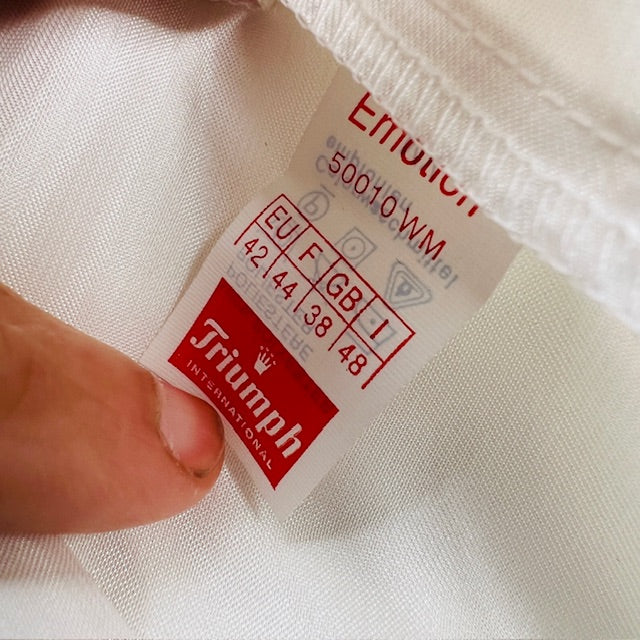 Emotion
50010 WM
EU F GB I
42 44 38 48
Triumph
INTERNATIONAL